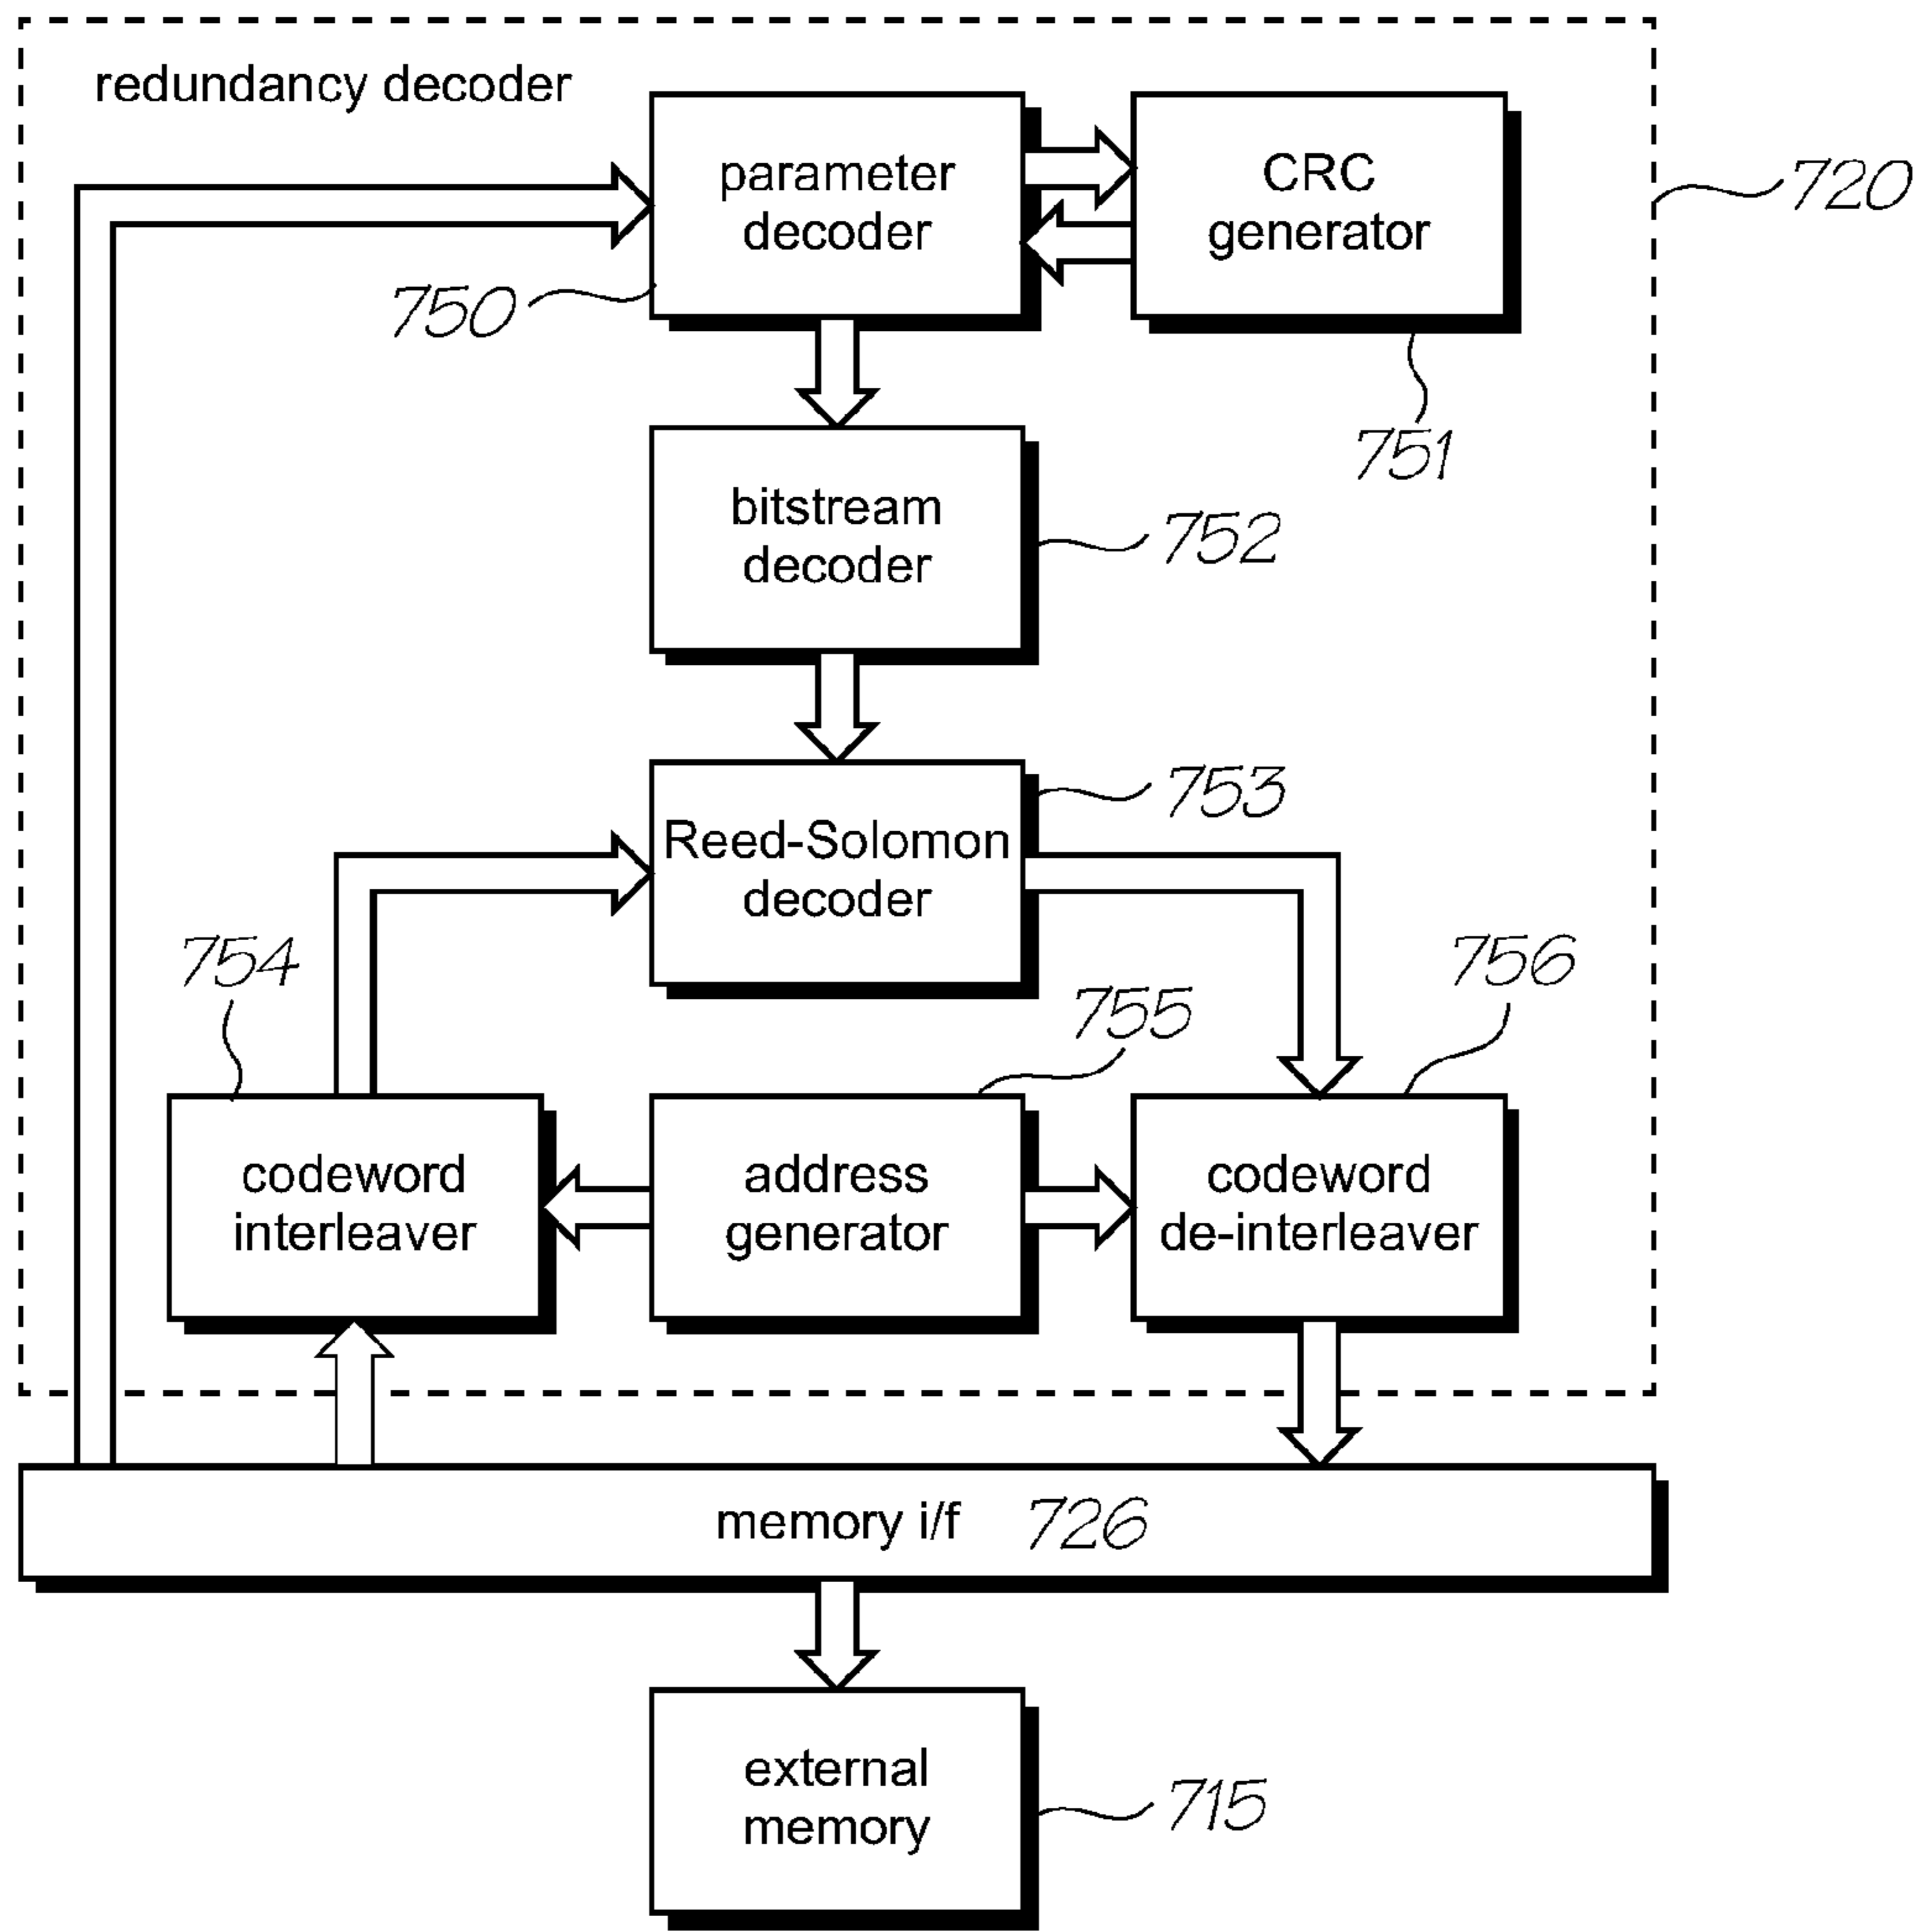 redundancy decoder
parameter
decoder
CRC
generator
720
750
751
bitstream
decoder
752
753
Reed-Solomon
decoder
754
755
756
codeword
interleaver
address
generator
codeword
de-interleaver
memory i/f 726
external
memory
715